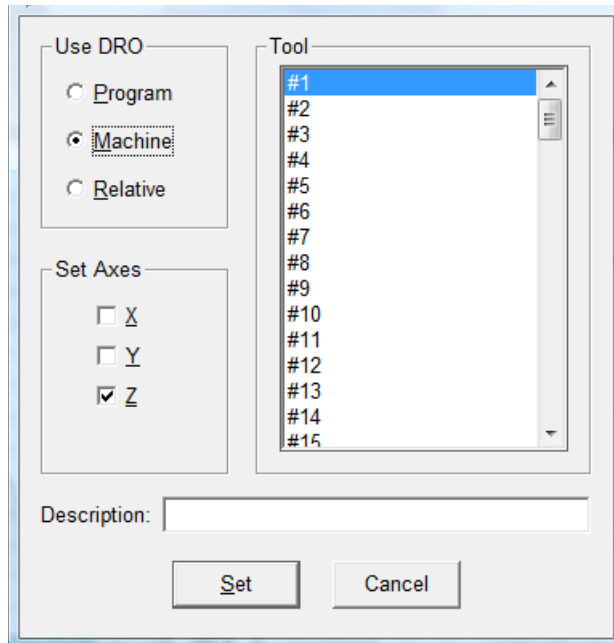 Use DRO
Program
Machine
Relative
Set Axes
X
Y
Z
Tool
#1
#2
#3
#4
#5
#6
#7
#8
#9
#10
#11
#12
#13
#14
#15
Description:
Set
Cancel